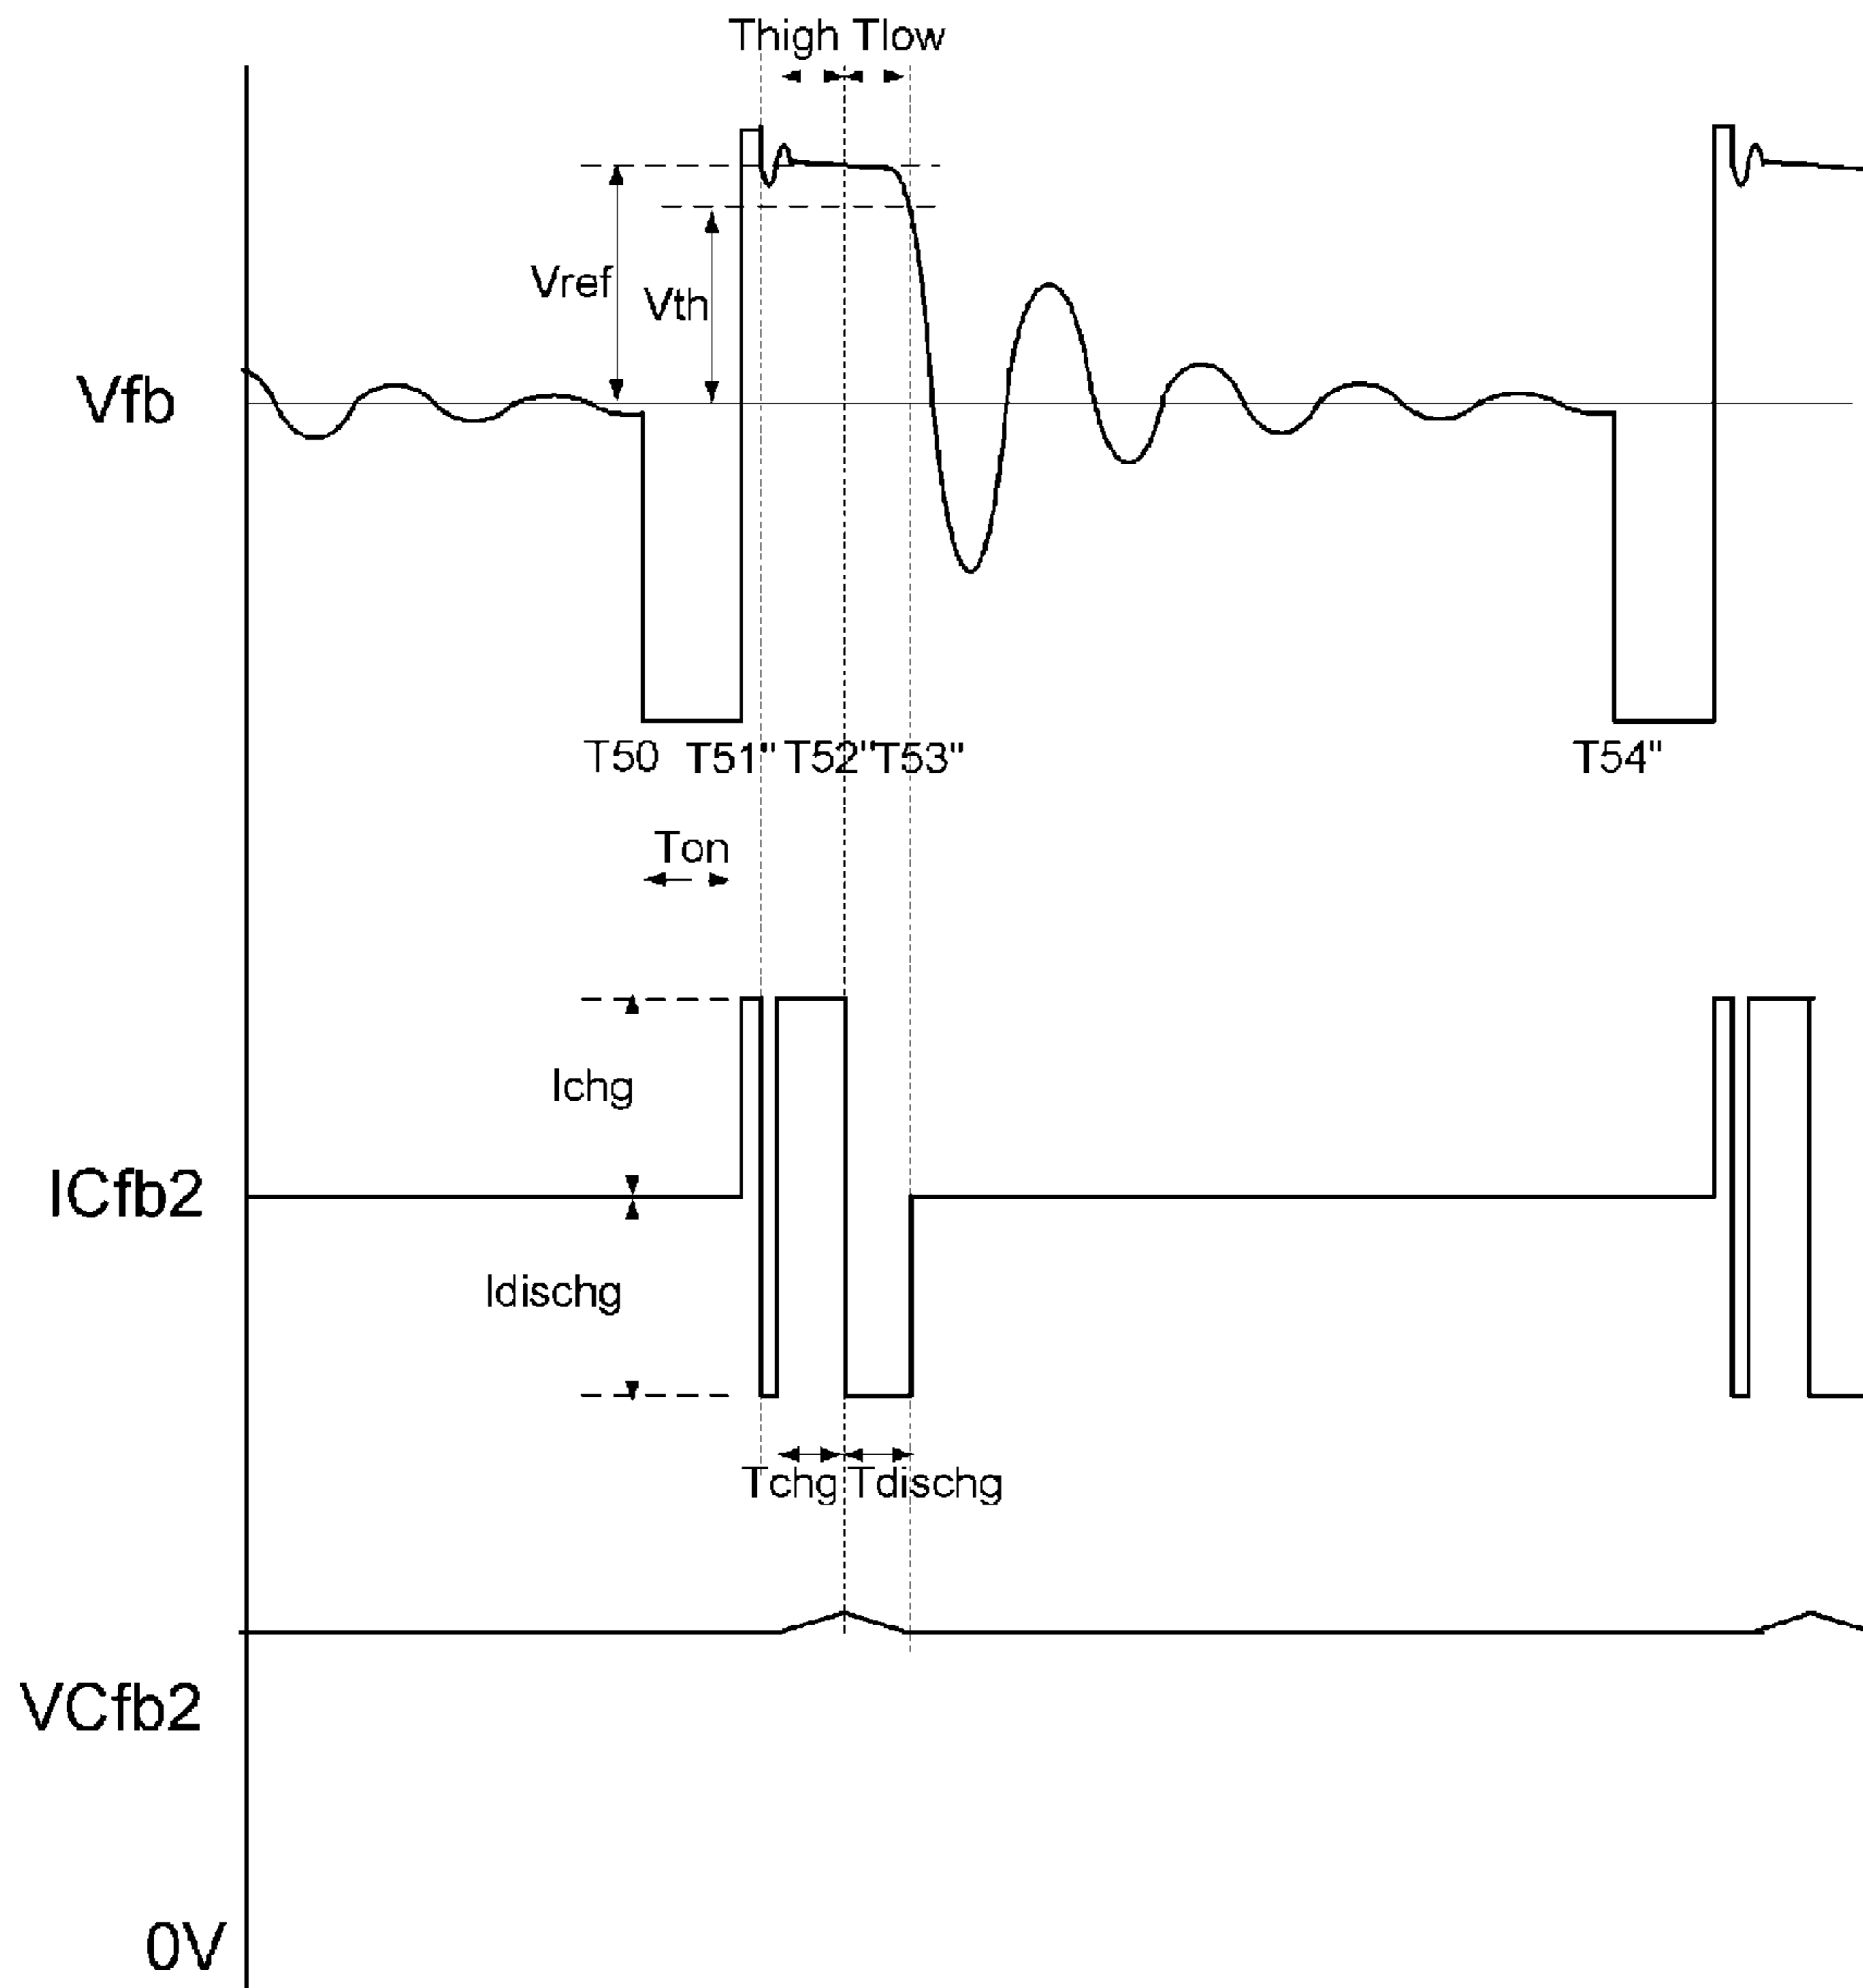 Thigh Tlow
Vref
Vth
Vfb
T50 T51" T52" T53" T54"
Ton
Ichg
ICfb2
Idischg
Tchg Tdischg
VCfb2
0V